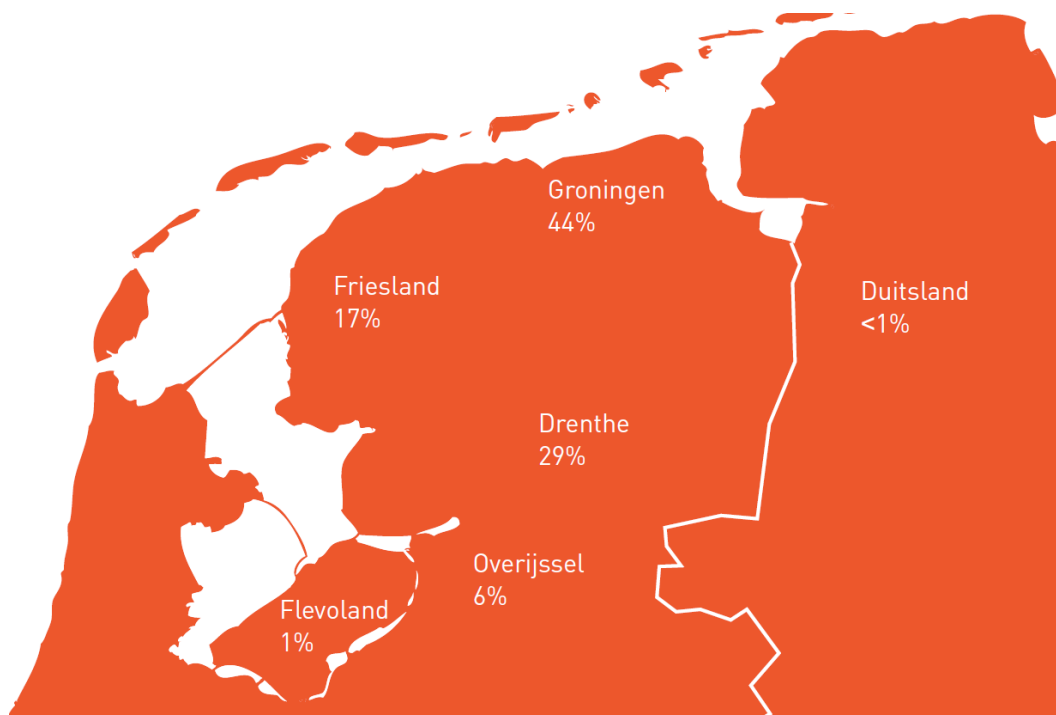 Groningen
44%
Friesland
17%
Duitsland
<1%
Drenthe
29%
Overijssel
6%
Flevoland
1%